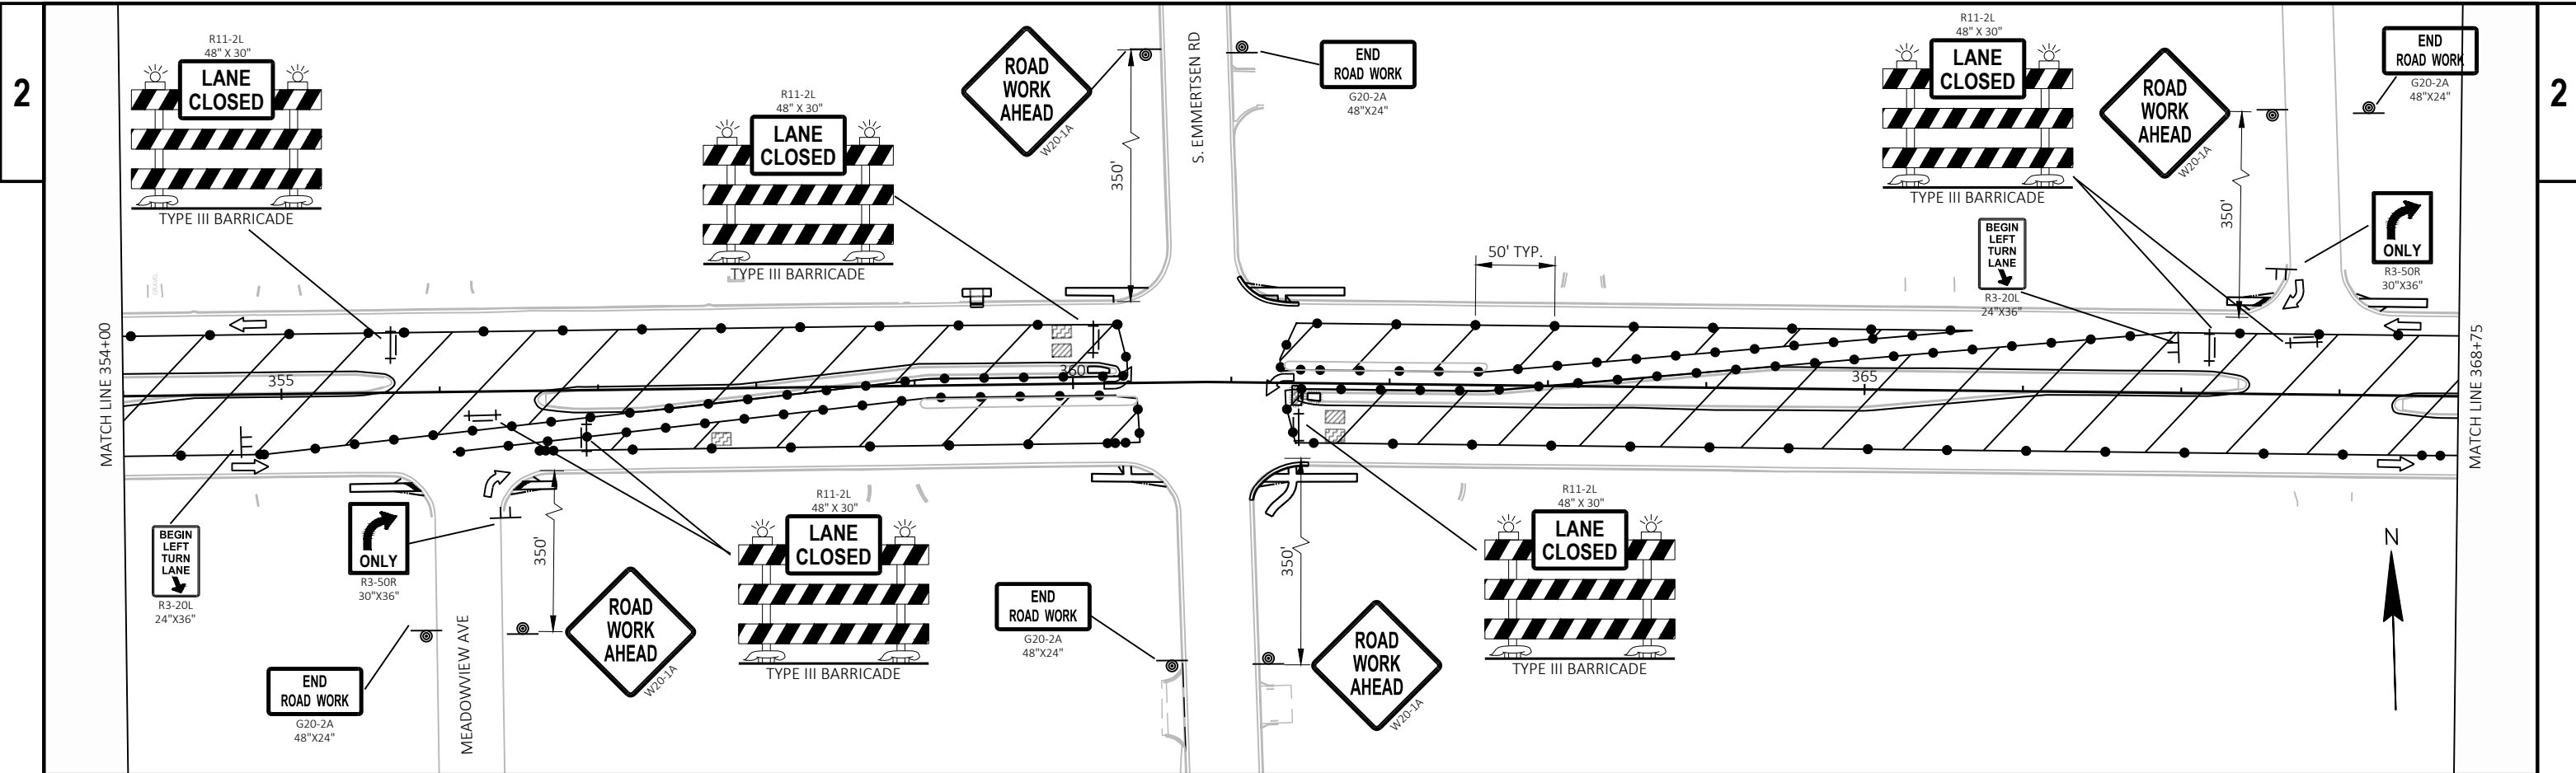 2
R11-2L
48" X 30"
LANE
CLOSED
TYPE III BARRICADE
R11-2L
48" X 30"
LANE
CLOSED
TYPE III BARRICADE
ROAD
WORK
AHEAD
W20-1A
350'
S. EMMERTSEN RD
END
ROAD WORK
G20-2A
48"X24"
50' TYP.
R11-2L
48" X 30"
LANE
CLOSED
TYPE III BARRICADE
BEGIN
LEFT
TURN
LANE
R3-20L
24"X36"
ROAD
WORK
AHEAD
W20-1A
350'
END
ROAD WORK
G20-2A
48"X24"
ONLY
R3-50R
30"X36"
2
MATCH LINE 354+00
355
360
365
MATCH LINE 368+75
BEGIN
LEFT
TURN
LANE
R3-20L
24"X36"
ONLY
R3-50R
30"X36"
END
ROAD WORK
G20-2A
48"X24"
MEADOWVIEW AVE
350'
ROAD
WORK
AHEAD
W20-1A
R11-2L
48" X 30"
LANE
CLOSED
TYPE III BARRICADE
END
ROAD WORK
G20-2A
48"X24"
350'
ROAD
WORK
AHEAD
W20-1A
R11-2L
48" X 30"
LANE
CLOSED
TYPE III BARRICADE
N